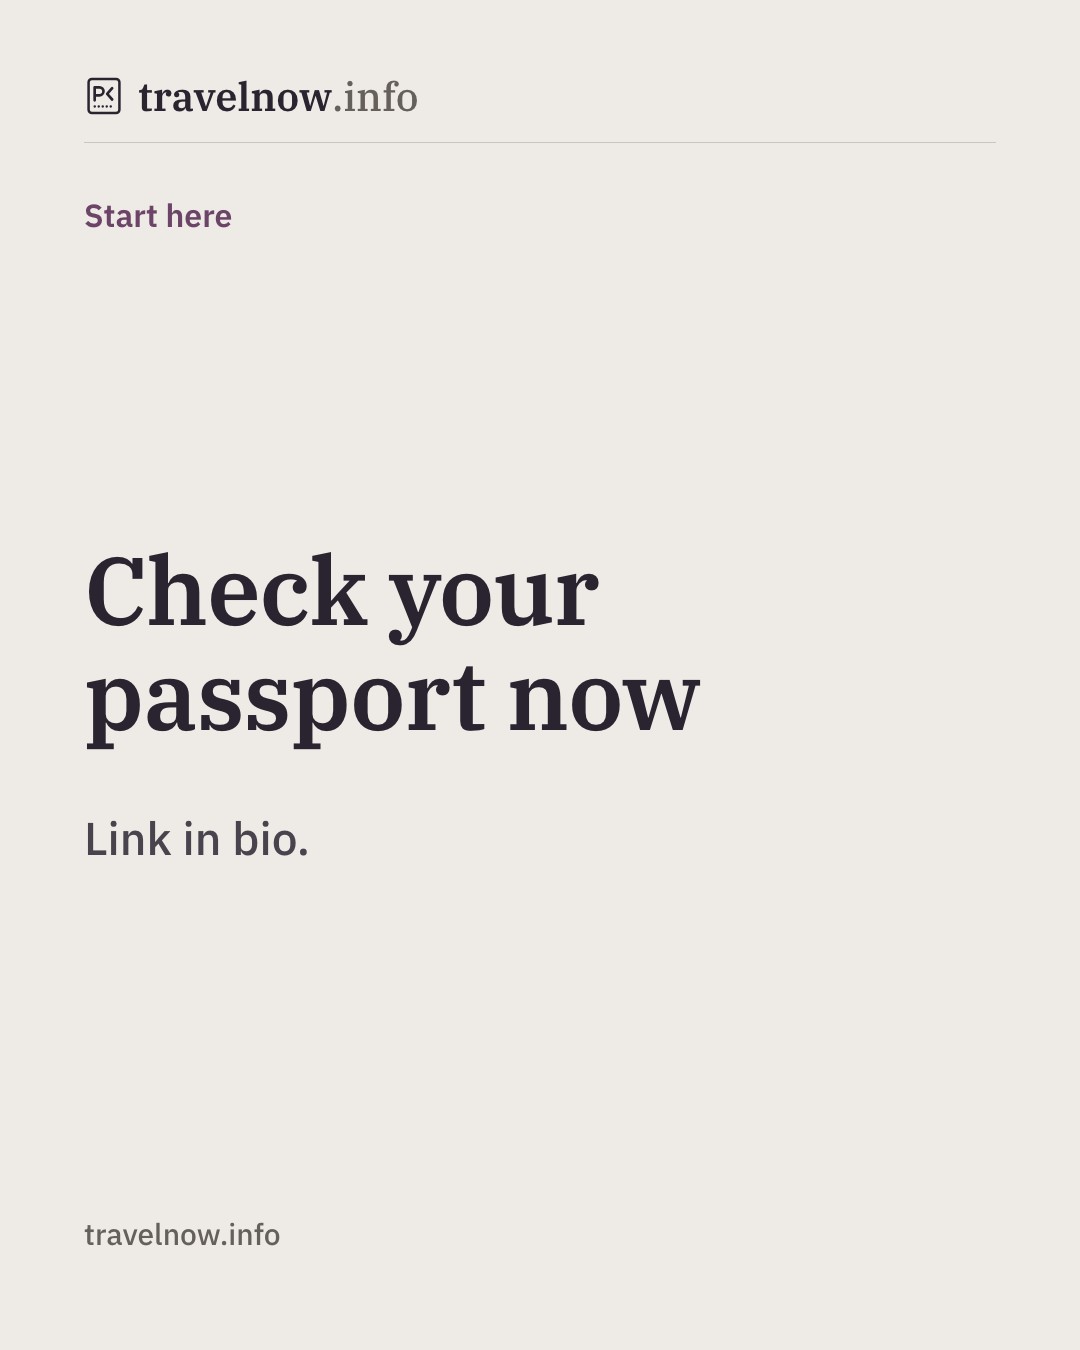 travelnow.info
Start here
Check your
passport now
Link in bio.
travelnow.info